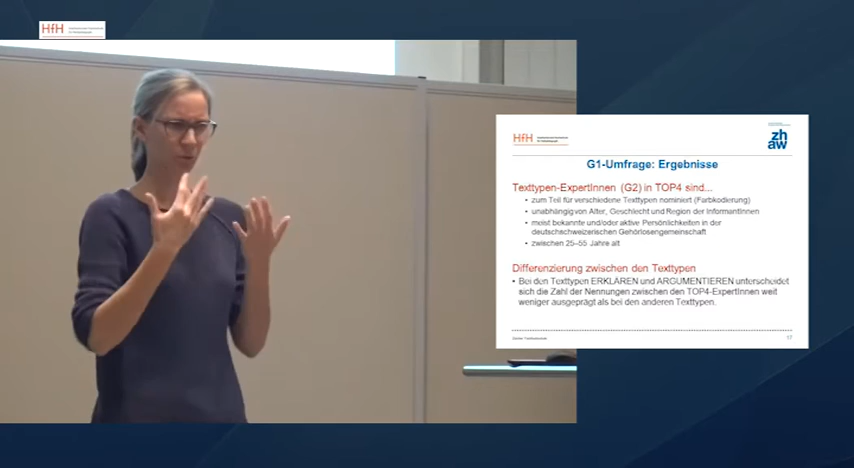 HfH
HfH
zh
aw
G1-Umfrage: Ergebnisse
Texttypen-ExpertInnen (G2) in TOP4 sind...
• zum Teil für verschiedene Texttypen nominiert (Farbkodierung)
• unabhängig von Alter, Geschlecht und Region der InformantInnen
• meist bekannte und/oder aktive Persönlichkeiten in der
deutschschweizerischen Gehörlosengemeinschaft
• zwischen 25–55 Jahre alt
Differenzierung zwischen den Texttypen
• Bei den Texttypen ERKLÄREN und ARGUMENTIEREN unterscheidet
sich die Zahl der Nennungen zwischen den TOP4-ExpertInnen weit
weniger ausgeprägt als bei den anderen Texttypen.
17